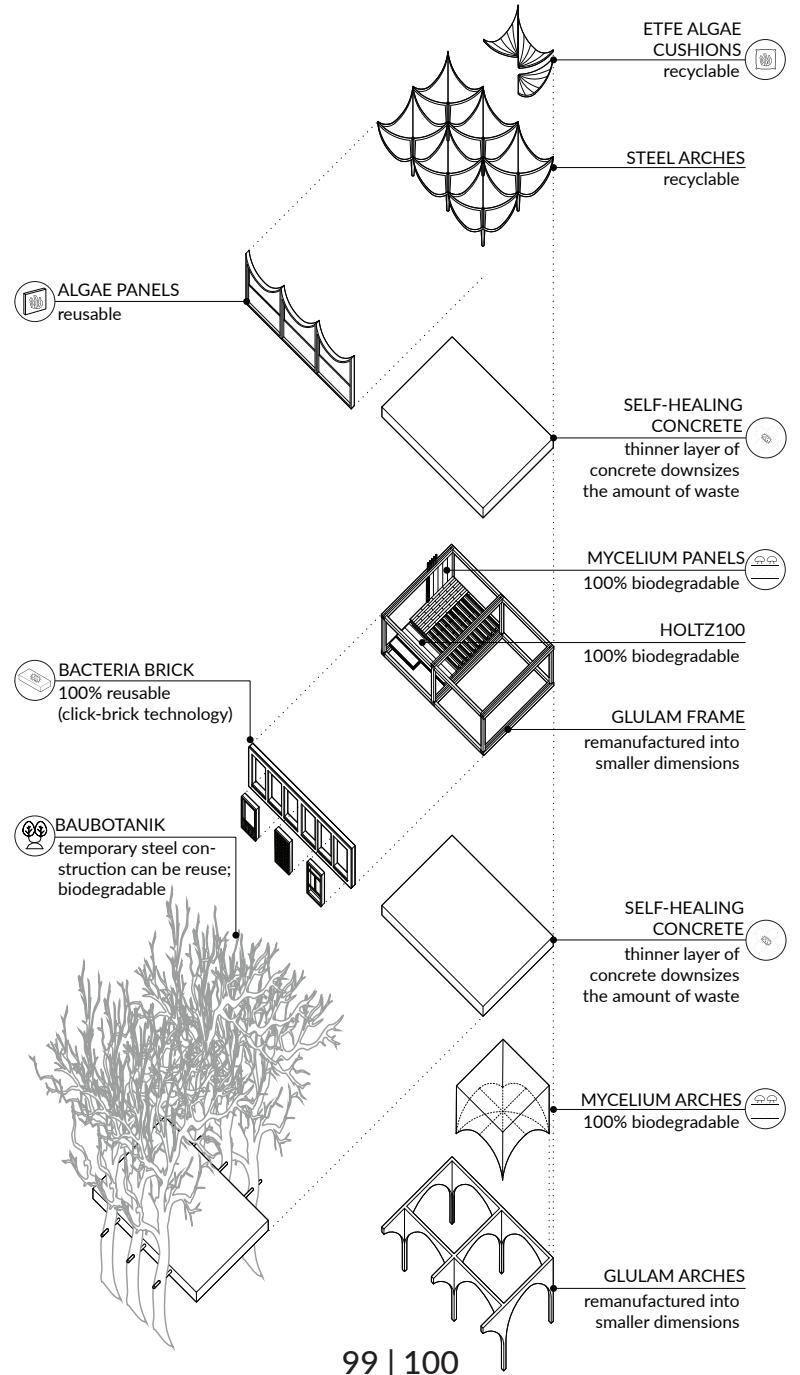 ETFE ALGAE
CUSHIONS
recyclable
STEEL ARCHES
recyclable
ALGAE PANELS
reusable
SELF-HEALING
CONCRETE
thinner layer of
concrete downsizes
the amount of waste
MYCELIUM PANELS
100% biodegradable
HOLTZ100
100% biodegradable
BACTERIA BRICK
100% reusable
(click-brick technology)
GLULAM FRAME
remanufactured into
smaller dimensions
BAUBOTANIK
temporary steel con-
struction can be reuse;
biodegradable
SELF-HEALING
CONCRETE
thinner layer of
concrete downsizes
the amount of waste
MYCELIUM ARCHES
100% biodegradable
GLULAM ARCHES
remanufactured into
smaller dimensions
99 | 100